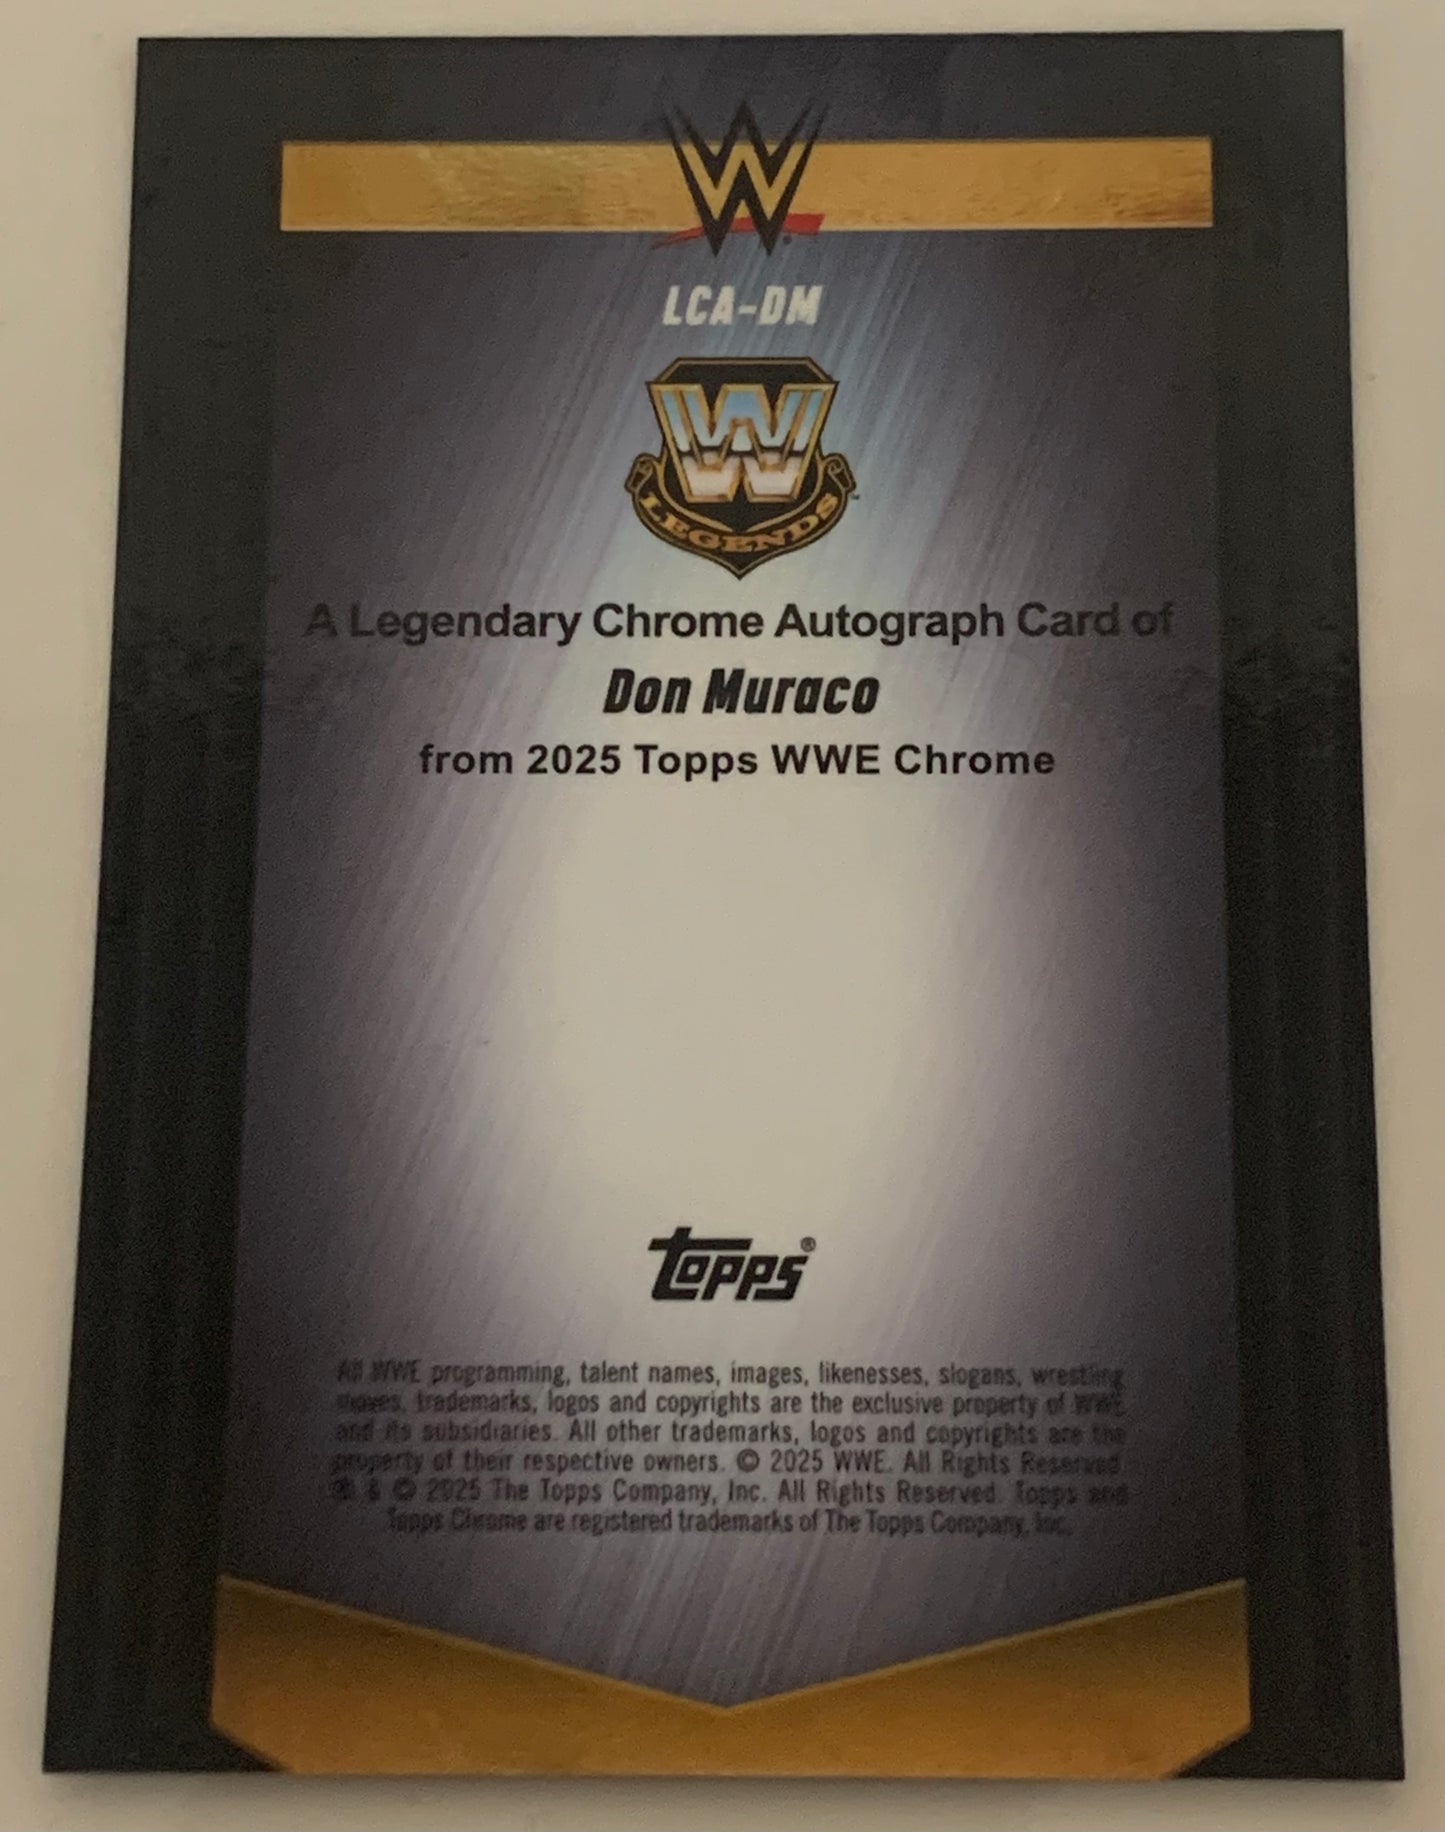 W
LCA-DM
W
LEGENDS™
A Legendary Chrome Autograph Card of
Don Muraco
from 2025 Topps WWE Chrome
topps®
All WWE programming, talent names, images, likenesses, slogans, wrestling
moves, trademarks, logos and copyrights are the exclusive property of WWE
and its subsidiaries. All other trademarks, logos and copyrights are the
property of their respective owners. © 2025 WWE. All Rights Reserved.
® & © 2025 The Topps Company, Inc. All Rights Reserved. Topps and
Topps Chrome are registered trademarks of The Topps Company, Inc.